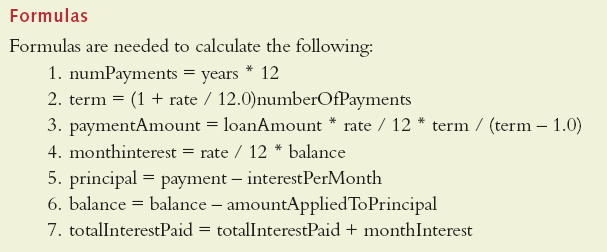 Formulas
Formulas are needed to calculate the following:
1. numPayments = years * 12
2. term = (1 + rate / 12.0)numberOfPayments
3. paymentAmount = loanAmount * rate / 12 * term / (term – 1.0)
4. monthinterest = rate / 12 * balance
5. principal = payment – interestPerMonth
6. balance = balance – amountAppliedToPrincipal
7. totalInterestPaid = totalInterestPaid + monthInterest